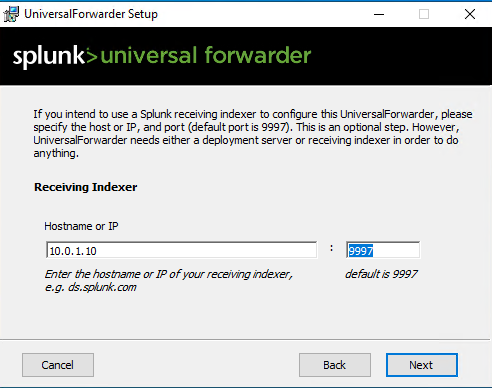 UniversalForwarder Setup
splunk>universal forwarder
If you intend to use a Splunk receiving indexer to configure this UniversalForwarder, please
specify the host or IP, and port (default port is 9997). This is an optional step. However,
UniversalForwarder needs either a deployment server or receiving indexer in order to do
anything.
Receiving Indexer
Hostname or IP
10.0.1.10 : 9997
Enter the hostname or IP of your receiving indexer, default is 9997
e.g. ds.splunk.com
Cancel Back Next